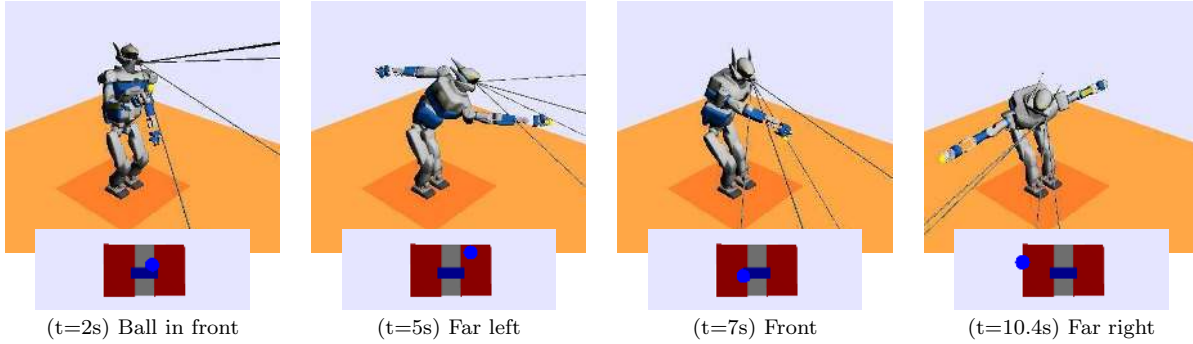 (t=2s) Ball in front
(t=5s) Far left
(t=7s) Front
(t=10.4s) Far right